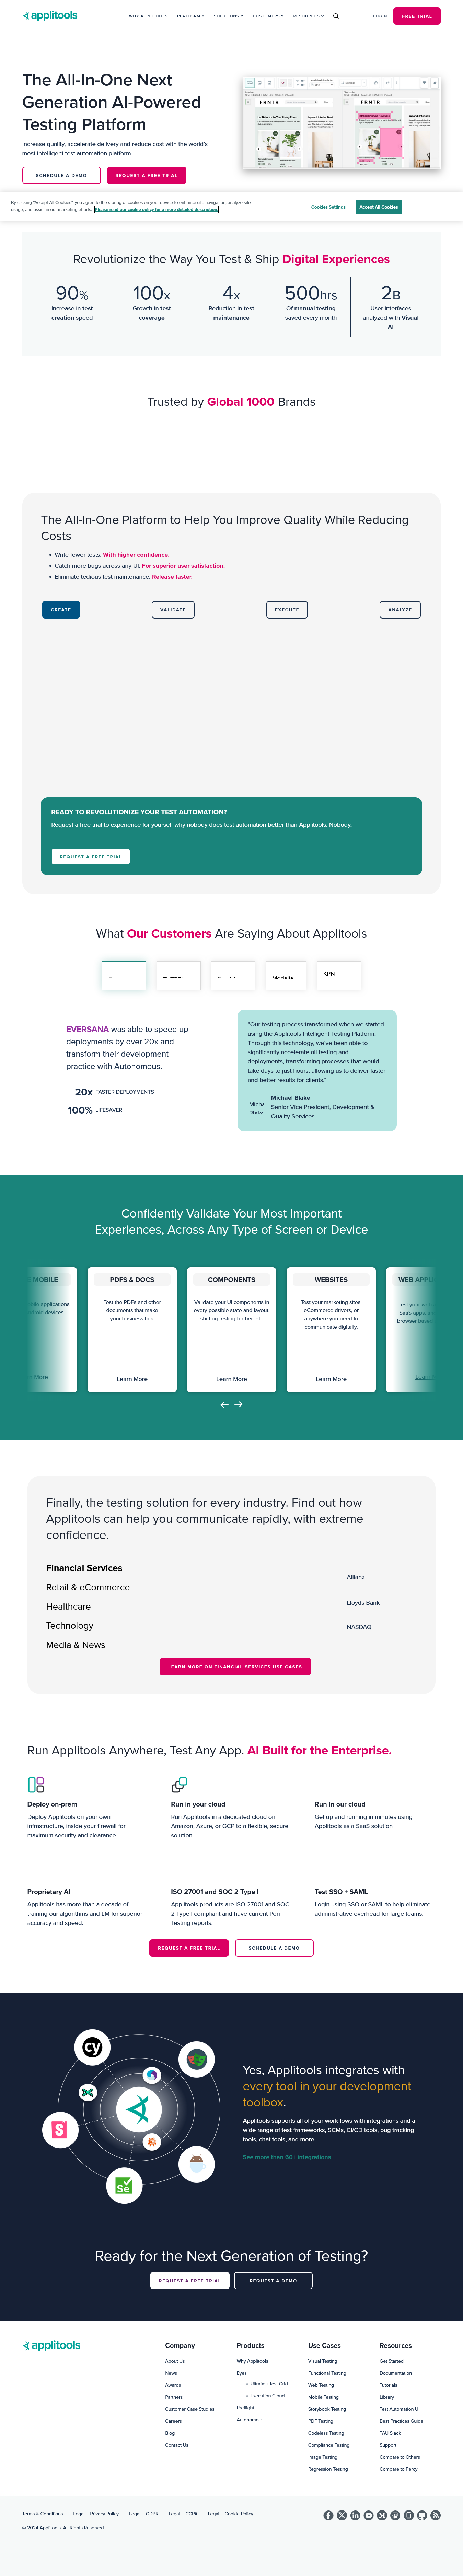 applitools
WHY APPLITOOLS
PLATFORM
SOLUTIONS
CUSTOMERS
RESOURCES
LOGIN
FREE TRIAL
The All-In-One Next
Generation AI-Powered
Testing Platform
Increase quality, accelerate delivery and reduce cost with the world's
most intelligent test automation platform.
SCHEDULE A DEMO
REQUEST A FREE TRIAL
PRNTR
PRNTR
By clicking "Accept All Cookies", you agree to the storing of cookies on your device to enhance site navigation, analyze site
usage, and assist in our marketing efforts. Please read our cookie policy for a more detailed description.
Cookies Settings
Accept All Cookies
Revolutionize the Way You Test & Ship Digital Experiences
90%
Increase in test
creation speed
100x
Growth in test
coverage
4x
Reduction in test
maintenance
500hrs
Of manual testing
saved every month
2B
User interfaces
analyzed with Visual
AI
Trusted by Global 1000 Brands
The All-In-One Platform to Help You Improve Quality While Reducing
Costs
Write fewer tests. With higher confidence.
Catch more bugs across any UI. For superior user satisfaction.
Eliminate tedious test maintenance. Release faster.
CREATE
VALIDATE
EXECUTE
ANALYZE
READY TO REVOLUTIONIZE YOUR TEST AUTOMATION?
Request a free trial to experience for yourself why nobody does test automation better than Applitools. Nobody.
REQUEST A FREE TRIAL
What Our Customers Are Saying About Applitools
KPN
EVERSANA was able to speed up
deployments by over 20x and
transform their development
practice with Autonomous.
20x FASTER DEPLOYMENTS
100% LIFESAVER
"Our testing process transformed when we started
using the Applitools Intelligent Testing Platform.
Through this technology, we've been able to
significantly accelerate all testing and
deployments, transforming processes that would
take days to just hours, allowing us to deliver faster
and better results for clients."
Michael Blake
Senior Vice President, Development &
Quality Services
Confidently Validate Your Most Important
Experiences, Across Any Type of Screen or Device
MOBILE
PDFS & DOCS
Test the PDFs and other
documents that make
your business tick.
Learn More
COMPONENTS
Validate your UI components in
every possible state and layout,
shifting testing further left.
Learn More
WEBSITES
Test your marketing sites,
eCommerce drivers, or
anywhere you need to
communicate digitally.
Learn More
WEB APPL
Finally, the testing solution for every industry. Find out how
Applitools can help you communicate rapidly, with extreme
confidence.
Financial Services
Retail & eCommerce
Healthcare
Technology
Media & News
Allianz
Lloyds Bank
NASDAQ
LEARN MORE ON FINANCIAL SERVICES USE CASES
Run Applitools Anywhere, Test Any App. AI Built for the Enterprise.
Deploy on-prem
Deploy Applitools on your own
infrastructure, inside your firewall for
maximum security and clearance.
Run in your cloud
Run Applitools in a dedicated cloud on
Amazon, Azure, or GCP to a flexible, secure
solution.
Run in our cloud
Get up and running in minutes using
Applitools as a SaaS solution
Proprietary AI
Applitools has more than a decade of
training our algorithms and LM for superior
accuracy and speed.
ISO 27001 and SOC 2 Type I
Applitools products are ISO 27001 and SOC
2 Type I compliant and have current Pen
Testing reports.
Test SSO + SAML
Login using SSO or SAML to help eliminate
administrative overhead for large teams.
REQUEST A FREE TRIAL
SCHEDULE A DEMO
cy
Se
Yes, Applitools integrates with
every tool in your development
toolbox.
Applitools supports all of your workflows with integrations and a
wide range of test frameworks, SCMs, CI/CD tools, bug tracking
tools, chat tools, and more.
See more than 60+ integrations
Ready for the Next Generation of Testing?
REQUEST A FREE TRIAL
REQUEST A DEMO
applitools
Company
About Us
News
Awards
Partners
Customer Case Studies
Careers
Blog
Contact Us
Products
Why Applitools
Eyes
Ultrafast Test Grid
Execution Cloud
Preflight
Autonomous
Use Cases
Visual Testing
Functional Testing
Web Testing
Mobile Testing
Storybook Testing
PDF Testing
Codeless Testing
Compliance Testing
Image Testing
Regression Testing
Resources
Get Started
Documentation
Tutorials
Library
Test Automation U
Best Practices Guide
TAU Slack
Support
Compare to Others
Compare to Percy
Terms & Conditions
Legal – Privacy Policy
Legal – GDPR
Legal – CCPA
Legal – Cookie Policy
© 2024 Applitools. All Rights Reserved.